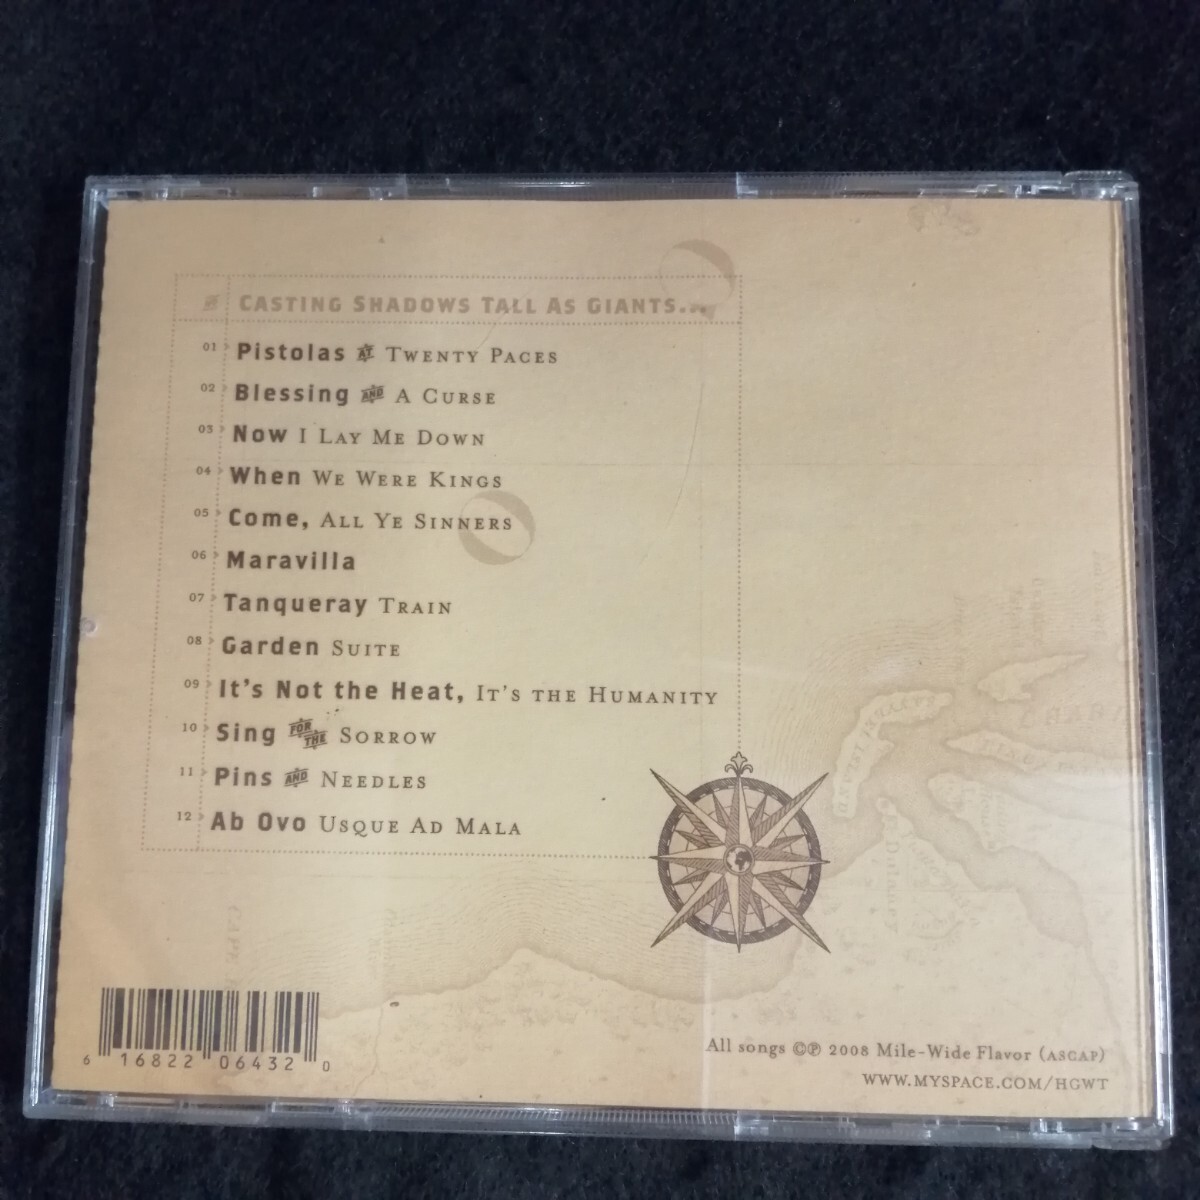 CASTING SHADOWS TALL AS GIANTS...
01 Pistolas AT TWENTY PACES
02 Blessing AND A CURSE
03 Now I LAY ME DOWN
04 When WE WERE KINGS
05 Come, ALL YE SINNERS
06 Maravilla
07 Tanqueray TRAIN
08 Garden SUITE
09 It's Not the Heat, IT'S THE HUMANITY
10 Sing FOR THE SORROW
11 Pins AND NEEDLES
12 Ab Ovo USQUE AD MALA
6 16822 06432 0
All songs ©℗ 2008 Mile-Wide Flavor (ASCAP)
WWW.MYSPACE.COM/HGWT